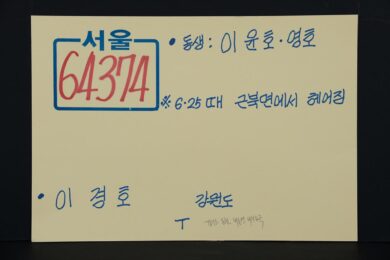 서울
64374
• 동생 : 이윤호·영호
※ 6·25 때 근북면에서 헤어짐
• 이경호 강원도
T